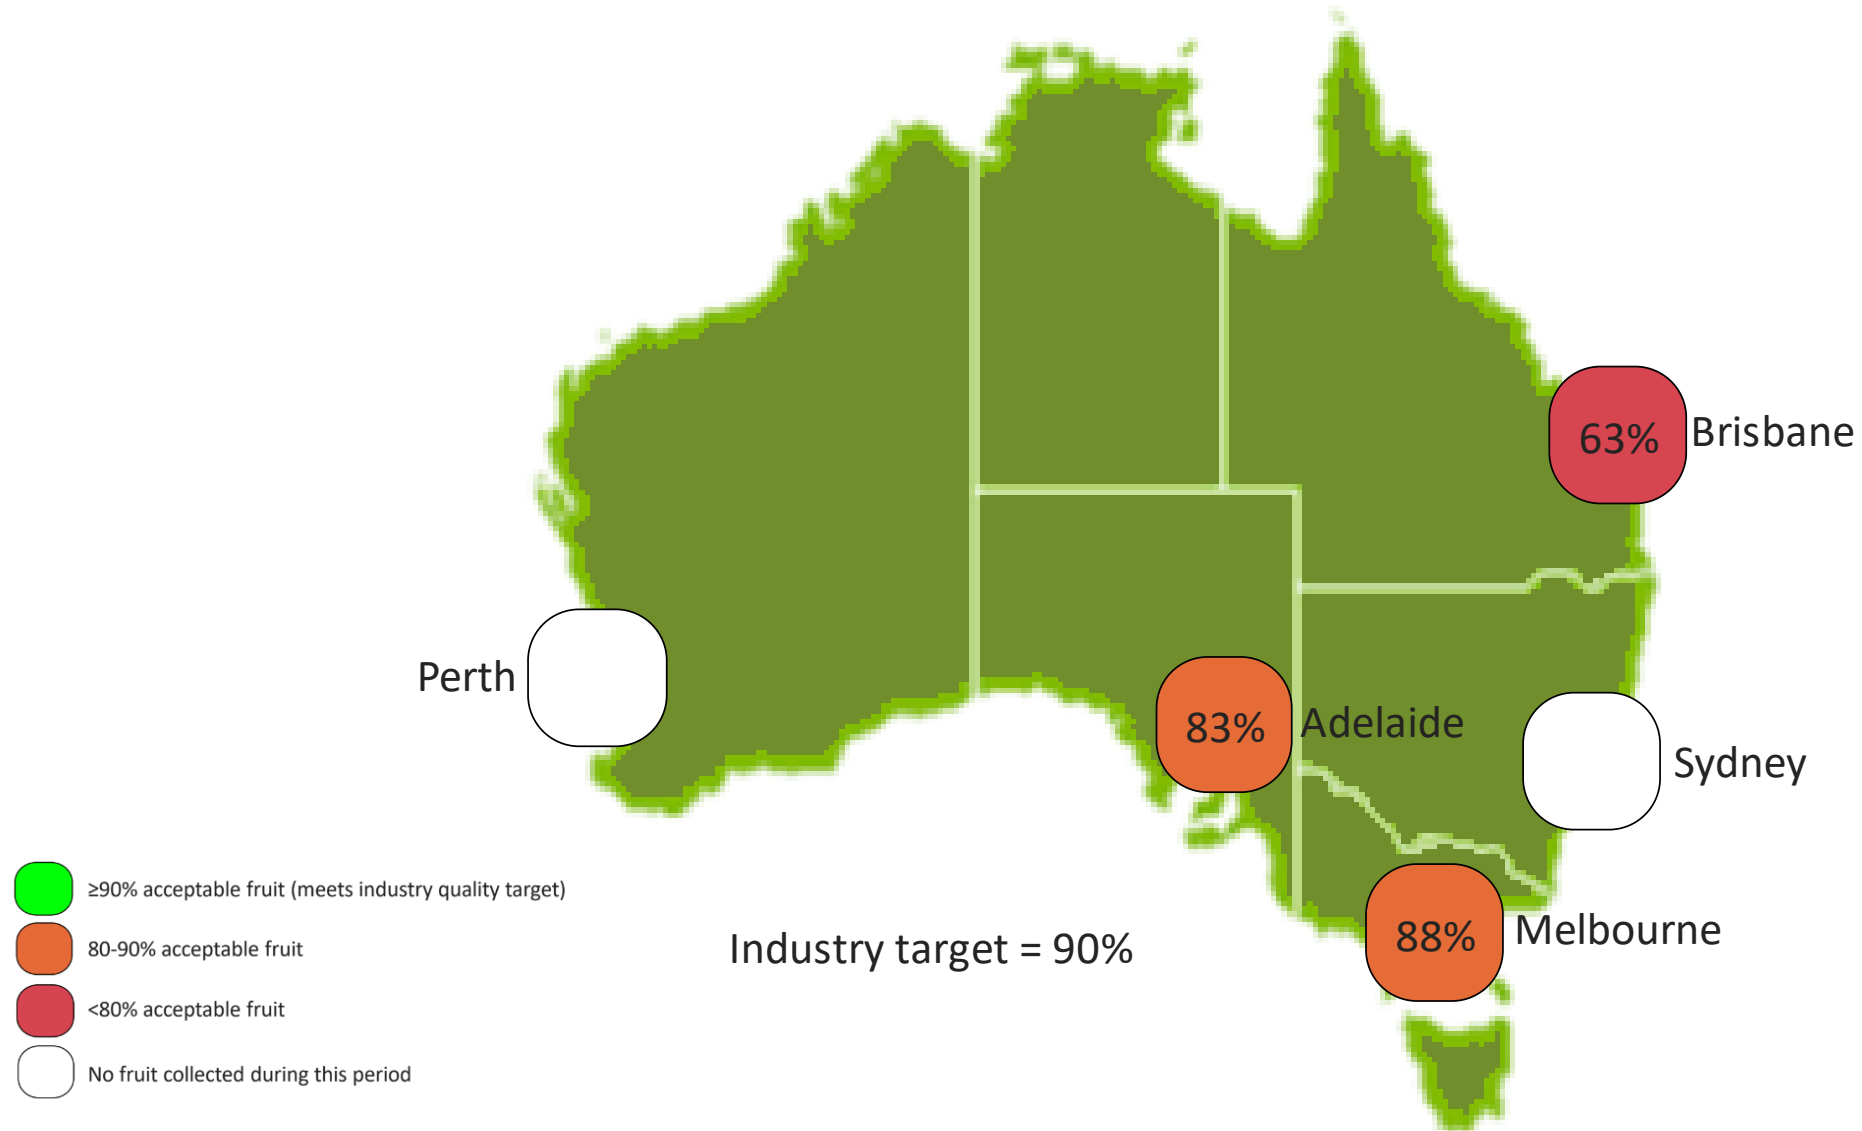 63%
Brisbane
Perth
83%
Adelaide
Sydney
≥90% acceptable fruit (meets industry quality target)
80-90% acceptable fruit
<80% acceptable fruit
No fruit collected during this period
Industry target = 90%
88%
Melbourne